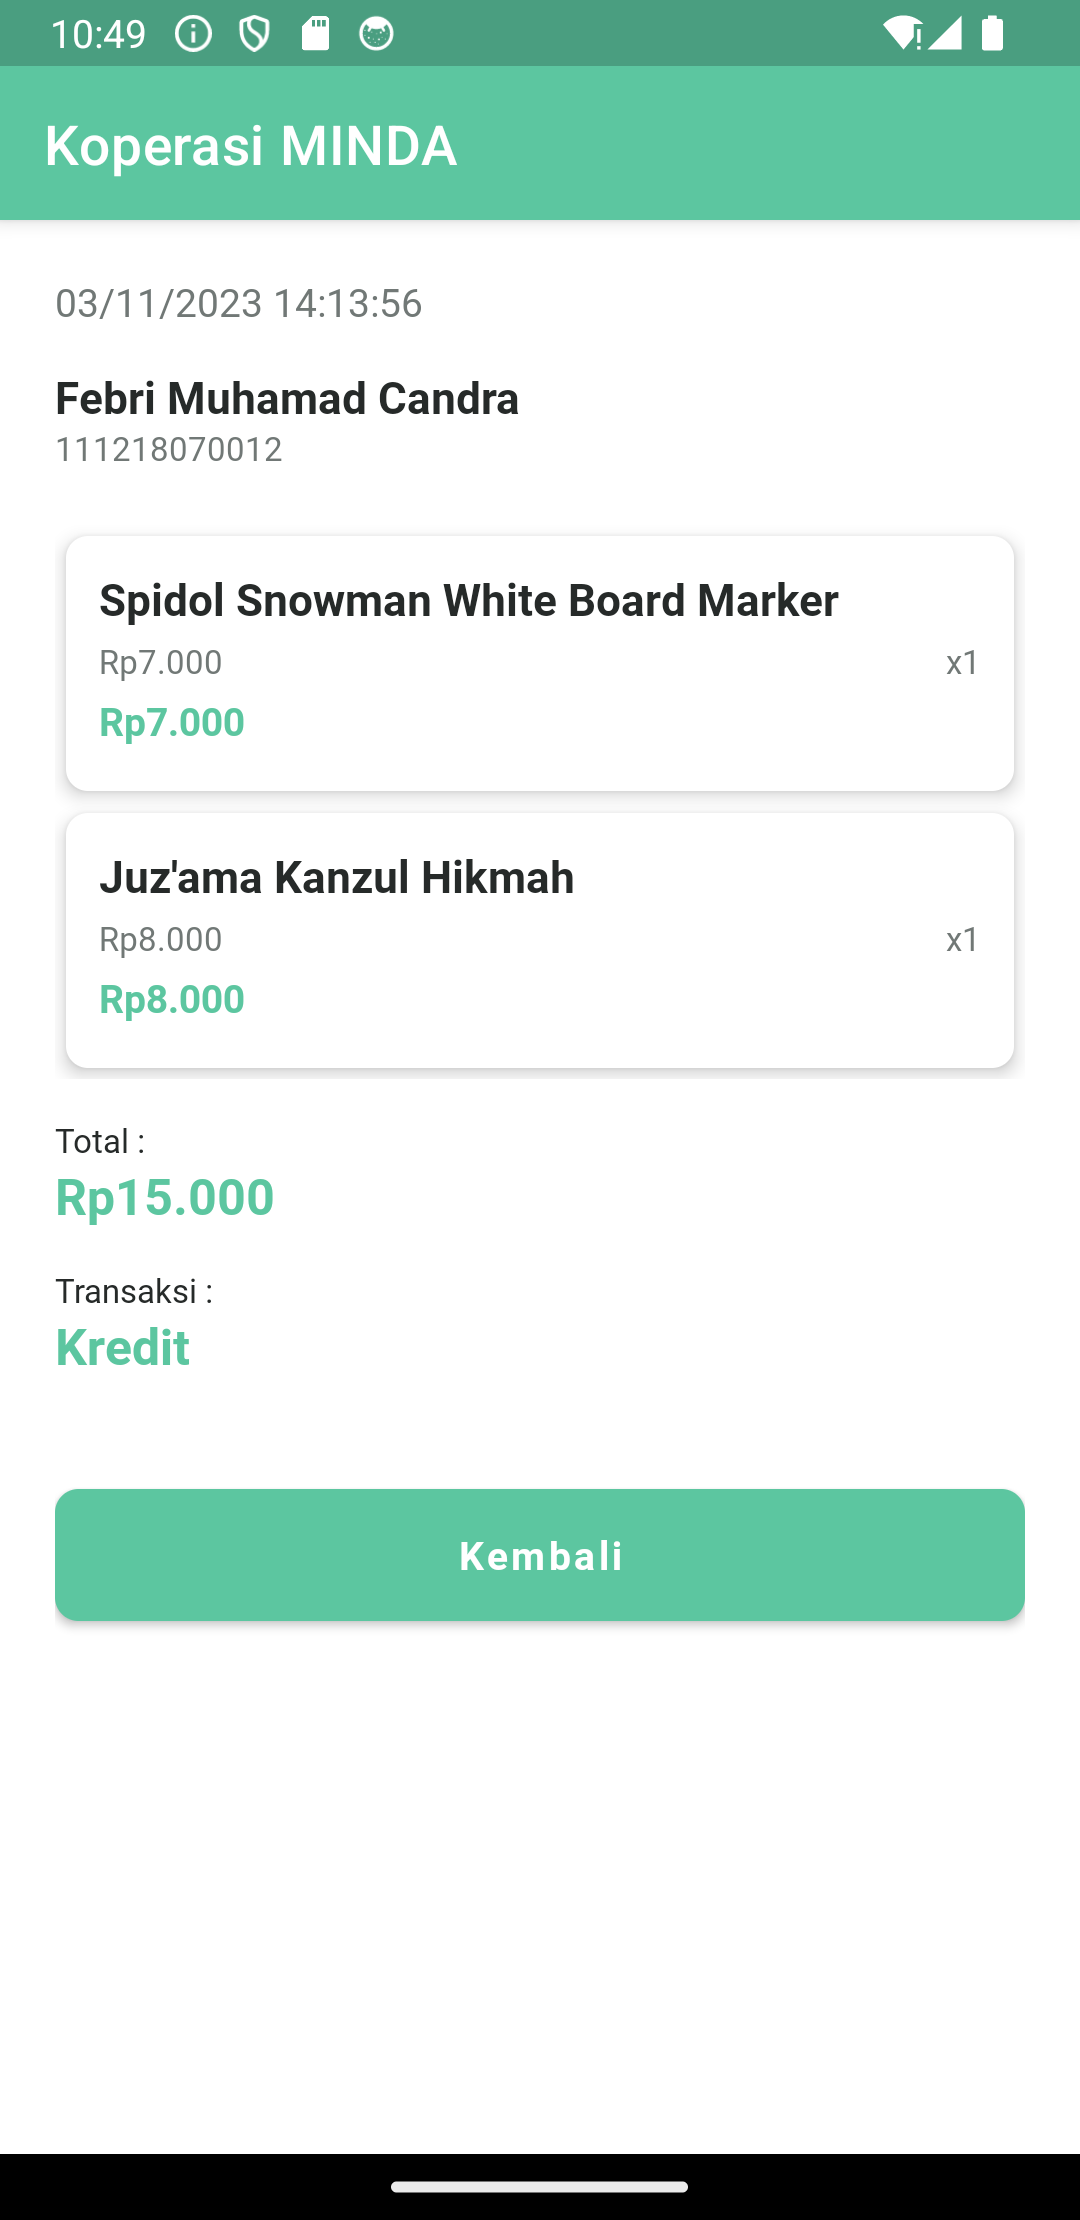 10:49
Koperasi MINDA
03/11/2023 14:13:56
Febri Muhamad Candra
111218070012
Spidol Snowman White Board Marker
Rp7.000 x1
Rp7.000
Juz'ama Kanzul Hikmah
Rp8.000 x1
Rp8.000
Total :
Rp15.000
Transaksi :
Kredit
Kembali